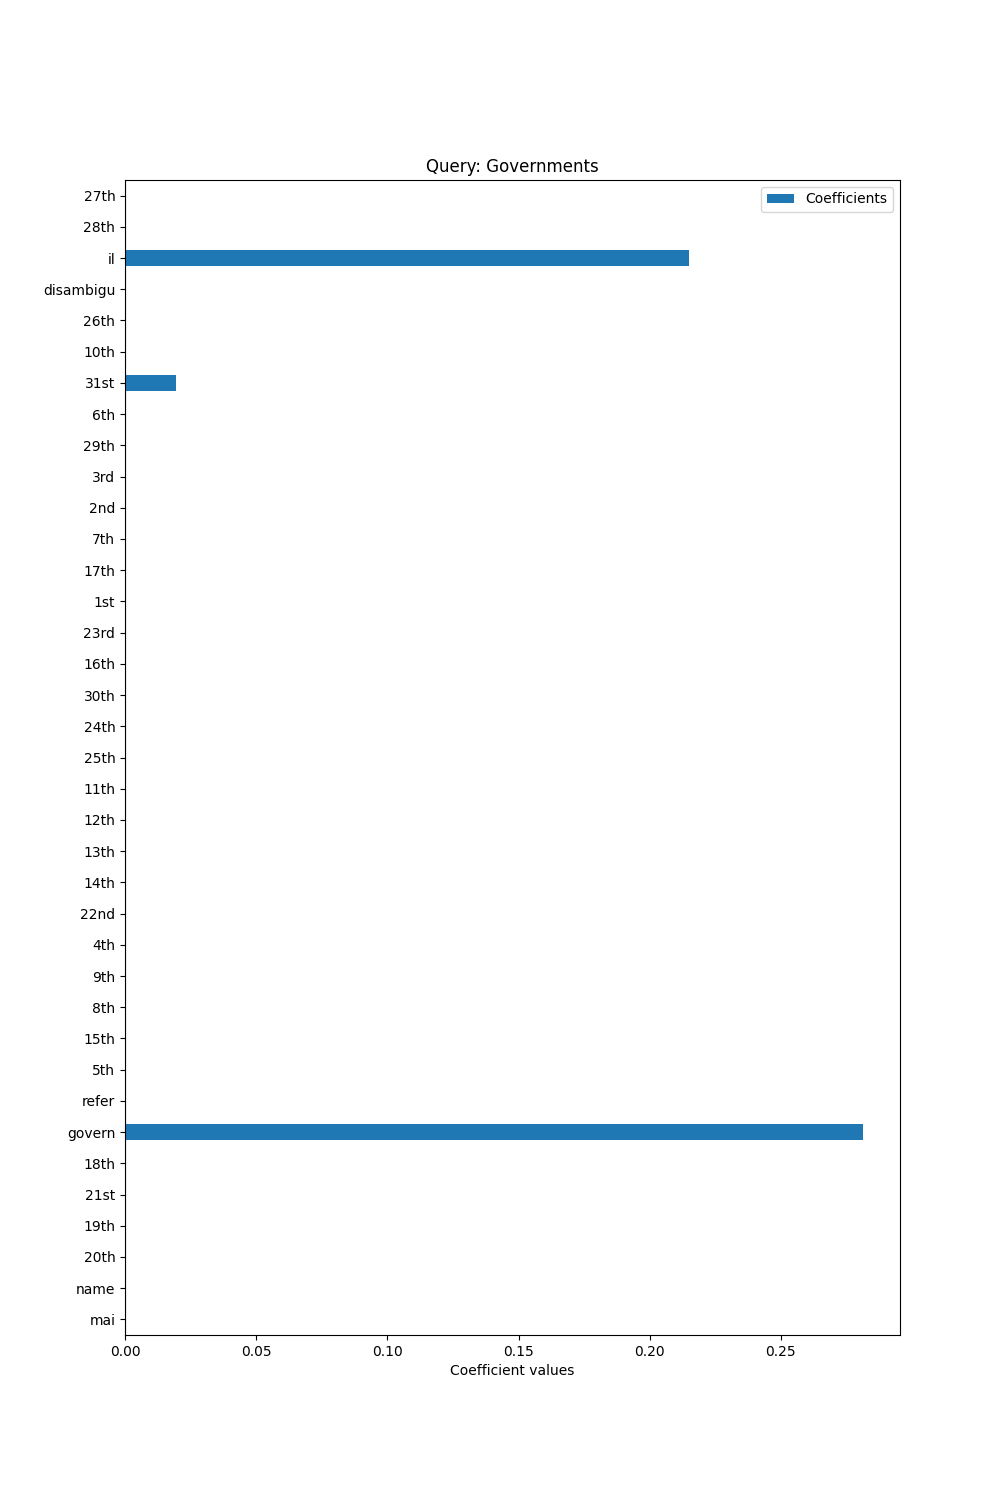 Query: Governments
Coefficients
27th
28th
il
disambigu
26th
10th
31st
6th
29th
3rd
2nd
7th
17th
1st
23rd
16th
30th
24th
25th
11th
12th
13th
14th
22nd
4th
9th
8th
15th
5th
refer
govern
18th
21st
19th
20th
name
mai
0.00 0.05 0.10 0.15 0.20 0.25
Coefficient values